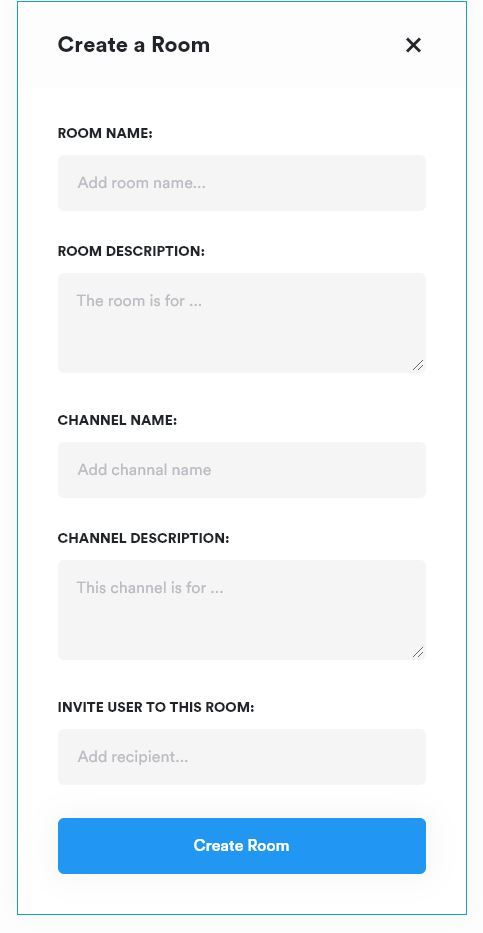 Create a Room
ROOM NAME:
Add room name...
ROOM DESCRIPTION:
The room is for ...
CHANNEL NAME:
Add channal name
CHANNEL DESCRIPTION:
This channel is for ...
INVITE USER TO THIS ROOM:
Add recipient...
Create Room